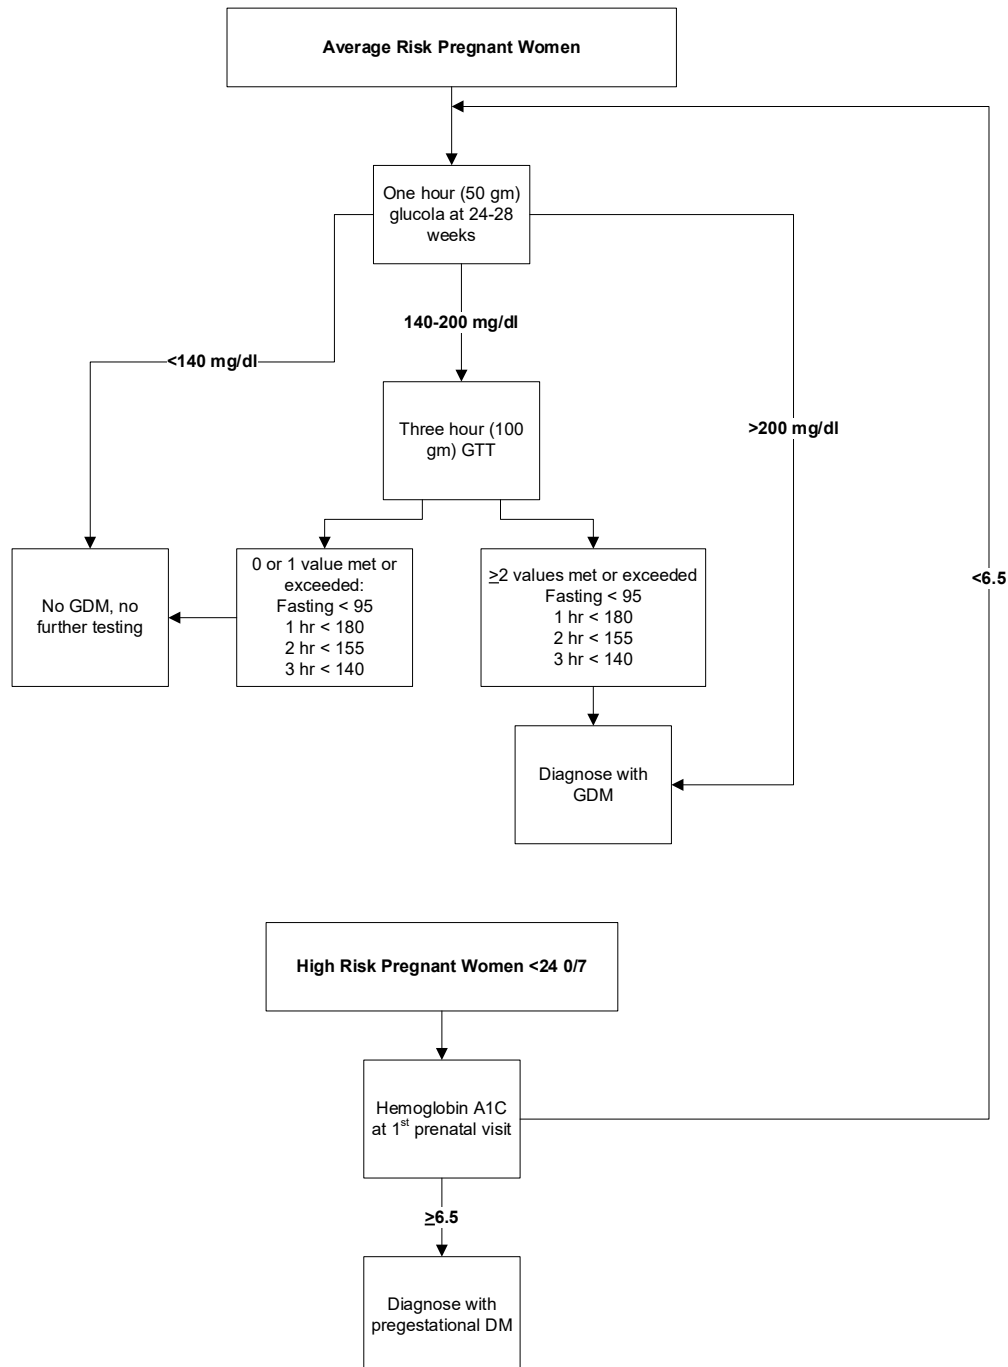 Average Risk Pregnant Women
One hour (50 gm)
glucola at 24-28
weeks
140-200 mg/dl
<140 mg/dl
Three hour (100
gm) GTT
>200 mg/dl
No GDM, no
further testing
0 or 1 value met or
exceeded:
Fasting < 95
1 hr < 180
2 hr < 155
3 hr < 140
≥2 values met or exceeded
Fasting < 95
1 hr < 180
2 hr < 155
3 hr < 140
<6.5
Diagnose with
GDM
High Risk Pregnant Women <24 0/7
Hemoglobin A1C
at 1st prenatal visit
≥6.5
Diagnose with
pregestational DM